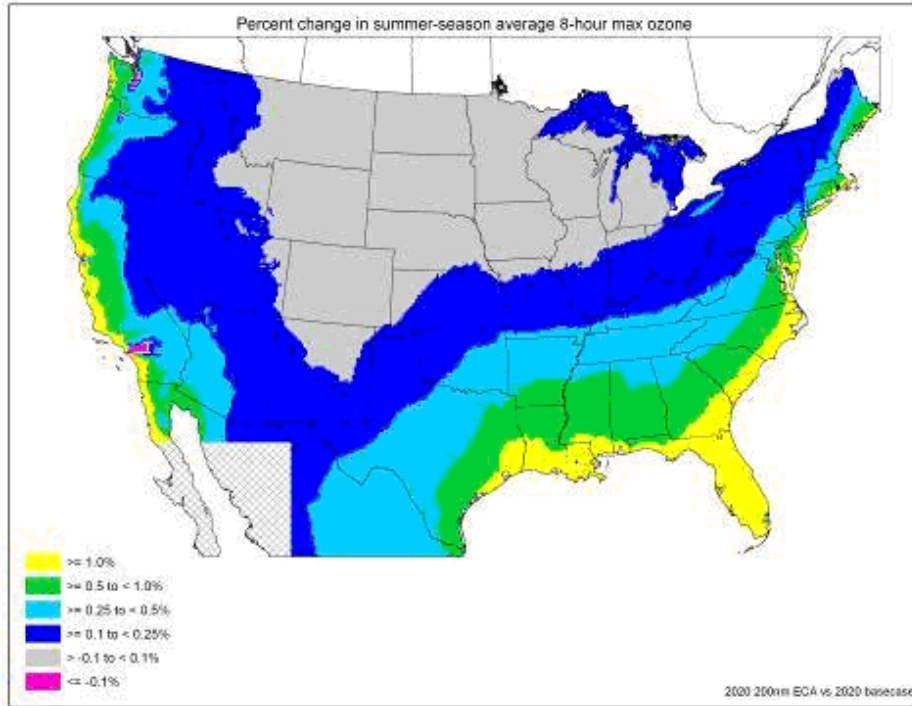 Percent change in summer-season average 8-hour max ozone
>= 1.0%
>= 0.5 to < 1.0%
>= 0.25 to < 0.5%
>= 0.1 to < 0.25%
> -0.1 to < 0.1%
<= -0.1%
2020 200nm ECA vs 2020 basecase